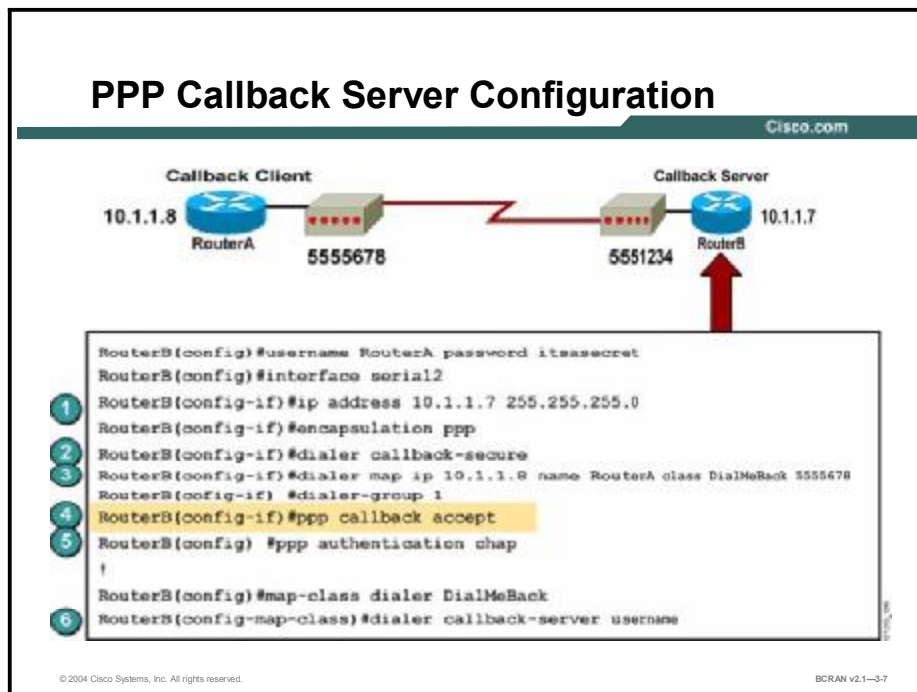 PPP Callback Server Configuration
Cisco.com
Callback Client
Callback Server
10.1.1.8
10.1.1.7
RouterA
RouterB
5555678
5551234
RouterB(config)#username RouterA password itsasecret
RouterB(config)#interface serial2
1 RouterB(config-if)#ip address 10.1.1.7 255.255.255.0
RouterB(config-if)#encapsulation ppp
2 RouterB(config-if)#dialer callback-secure
3 RouterB(config-if)#dialer map ip 10.1.1.8 name RouterA class DialMeBack 5555678
RouterB(cofig-if) #dialer-group 1
4 RouterB(config-if)#ppp callback accept
5 RouterB(config) #ppp authentication chap
!
RouterB(config)#map-class dialer DialMeBack
6 RouterB(config-map-class)#dialer callback-server username
© 2004 Cisco Systems, Inc. All rights reserved.
BCRAN v2.1—3-7